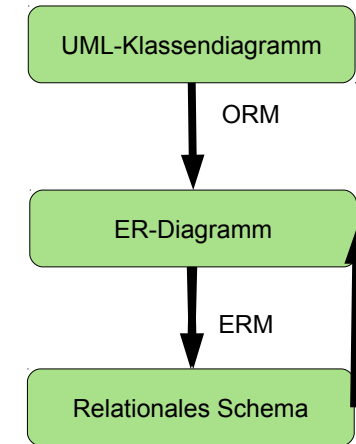 UML-Klassendiagramm
ORM
ER-Diagramm
ERM
Relationales Schema